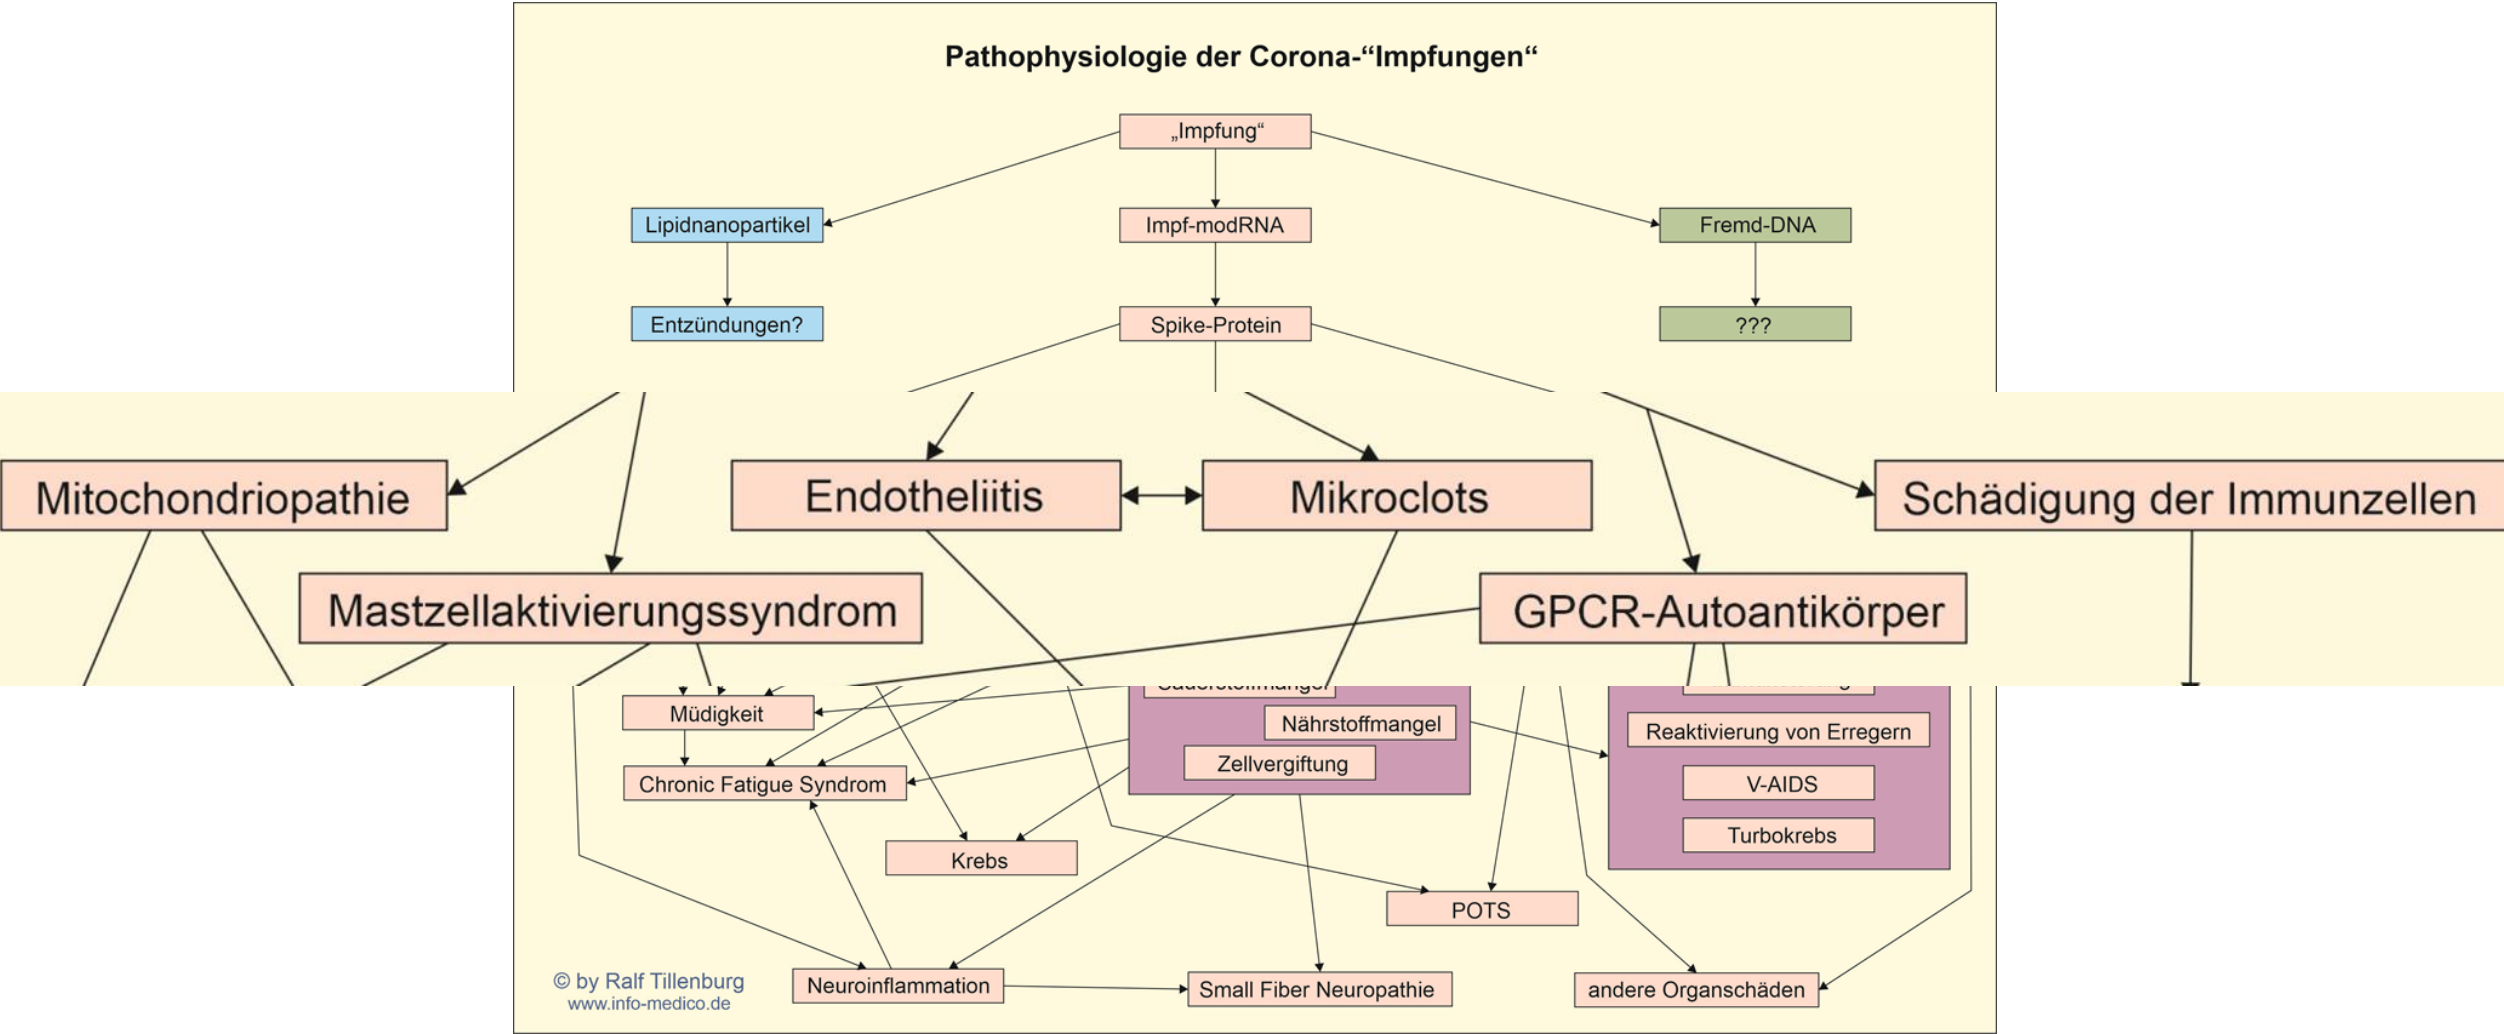 Pathophysiologie der Corona-“Impfungen“
„Impfung“
Lipidnanopartikel
Impf-modRNA
Fremd-DNA
Entzündungen?
Spike-Protein
???
Mitochondriopathie
Endotheliitis
Mikroclots
Schädigung der Immunzellen
Mastzellaktivierungssyndrom
GPCR-Autoantikörper
Sauerstoffmangel
Müdigkeit
Nährstoffmangel
Reaktivierung von Erregern
Zellvergiftung
Chronic Fatigue Syndrom
V-AIDS
Turbokrebs
Krebs
POTS
© by Ralf Tillenburg
www.info-medico.de
Neuroinflammation
Small Fiber Neuropathie
andere Organschäden